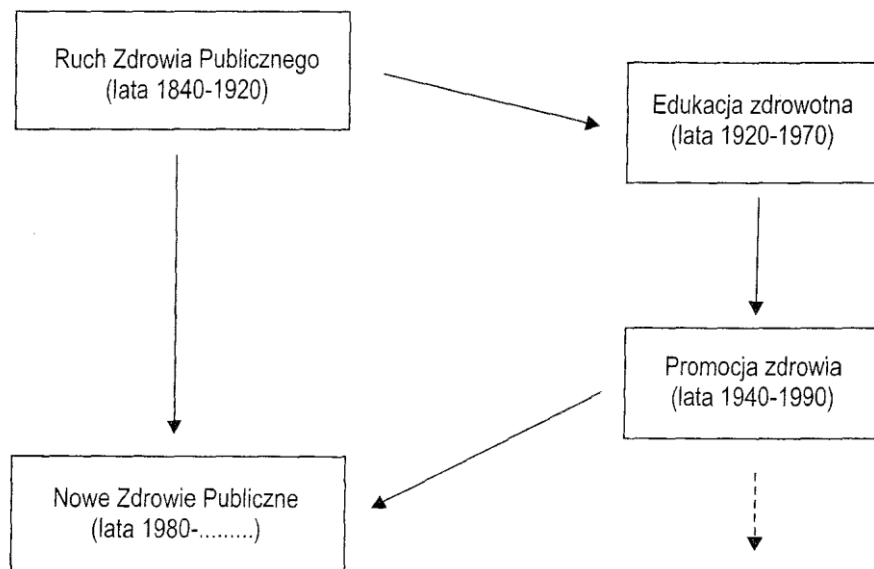 Ruch Zdrowia Publicznego
(lata 1840-1920)
Edukacja zdrowotna
(lata 1920-1970)
Promocja zdrowia
(lata 1940-1990)
Nowe Zdrowie Publiczne
(lata 1980-.........)